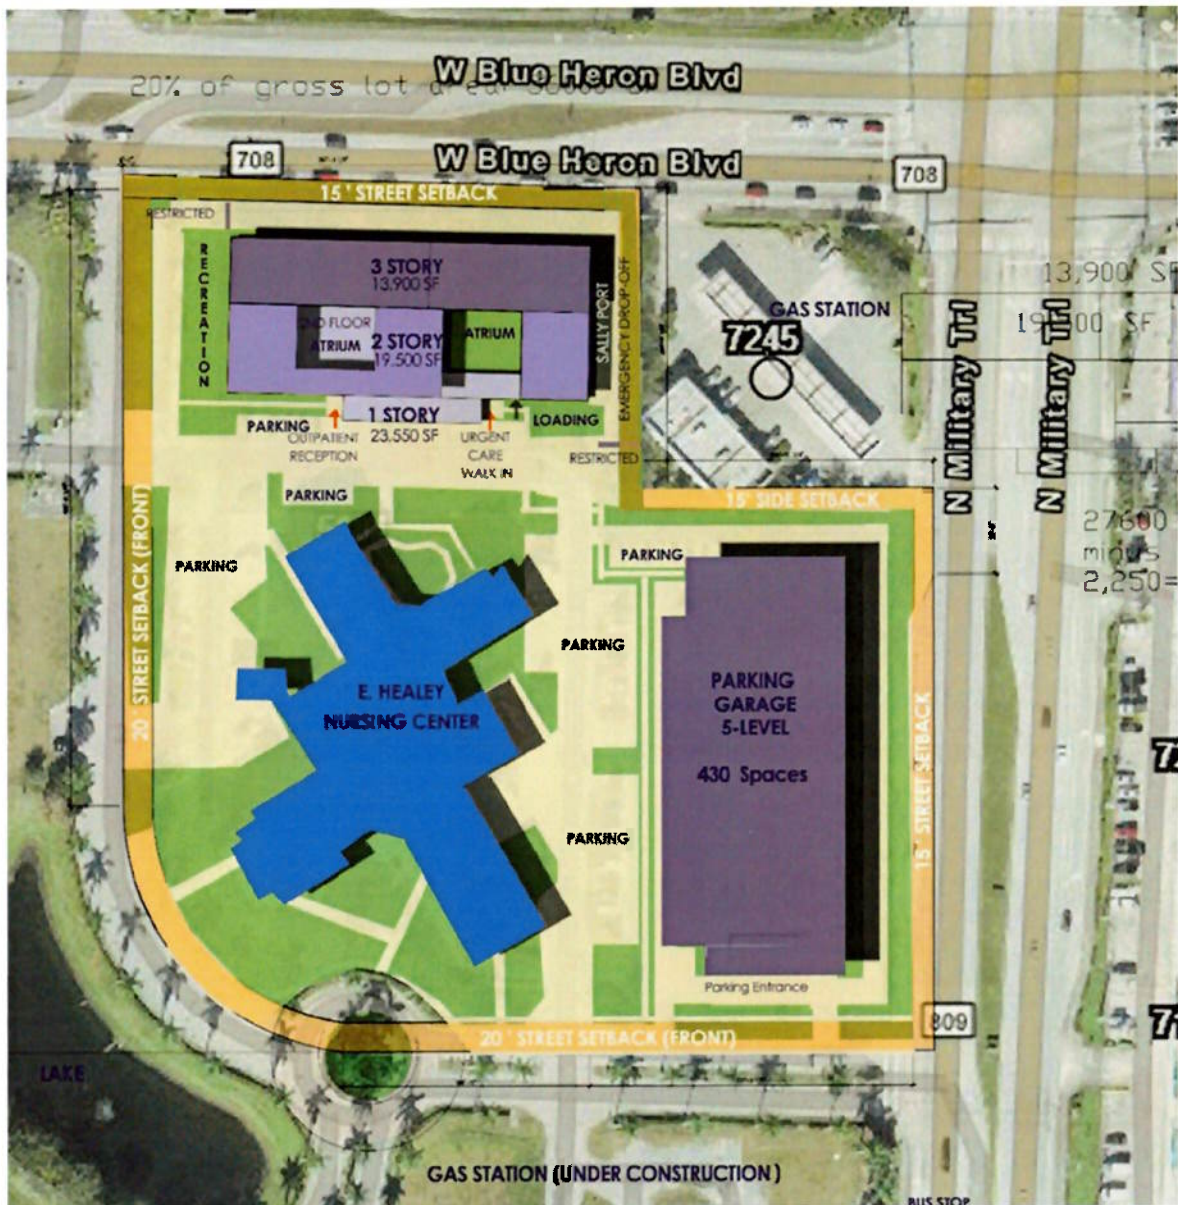 W Blue Heron Blvd
20% of gross lot area
708
W Blue Heron Blvd
708
15' STREET SETBACK
RESTRICTED
RECREATION
3 STORY
13.900 SF
2ND FLOOR
ATRIUM
2 STORY
19.500 SF
ATRIUM
SALLY PORT
EMERGENCY DROP-OFF
GAS STATION
7245
13,900 SF
N Military Trl
N Military Trl
PARKING
1 STORY
23.550 SF
LOADING
OUTPATIENT
RECEPTION
URGENT
CARE
WALK IN
RESTRICTED
PARKING
15' SIDE SETBACK
27600
minus
2,250=
20' STREET SETBACK (FRONT)
PARKING
PARKING
PARKING
E. HEALEY
NURSING CENTER
PARKING
GARAGE
5-LEVEL
430 Spaces
PARKING
15' STREET SETBACK
Parking Entrance
20' STREET SETBACK (FRONT)
809
LAKE
GAS STATION (UNDER CONSTRUCTION)
BUS STOP